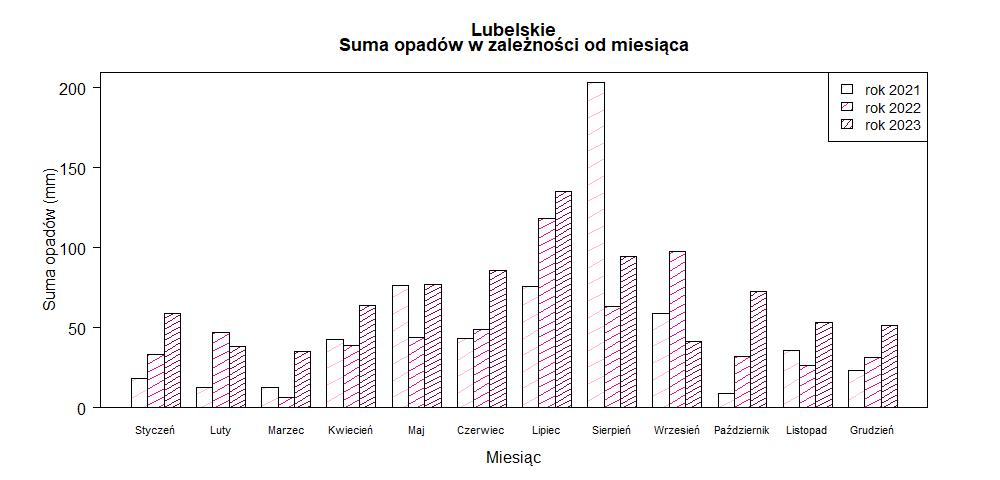 Lubelskie
Suma opadów w zależności od miesiąca
rok 2021
rok 2022
rok 2023
Suma opadów (mm)
200
150
100
50
0
Styczeń Luty Marzec Kwiecień Maj Czerwiec Lipiec Sierpień Wrzesień Październik Listopad Grudzień
Miesiąc